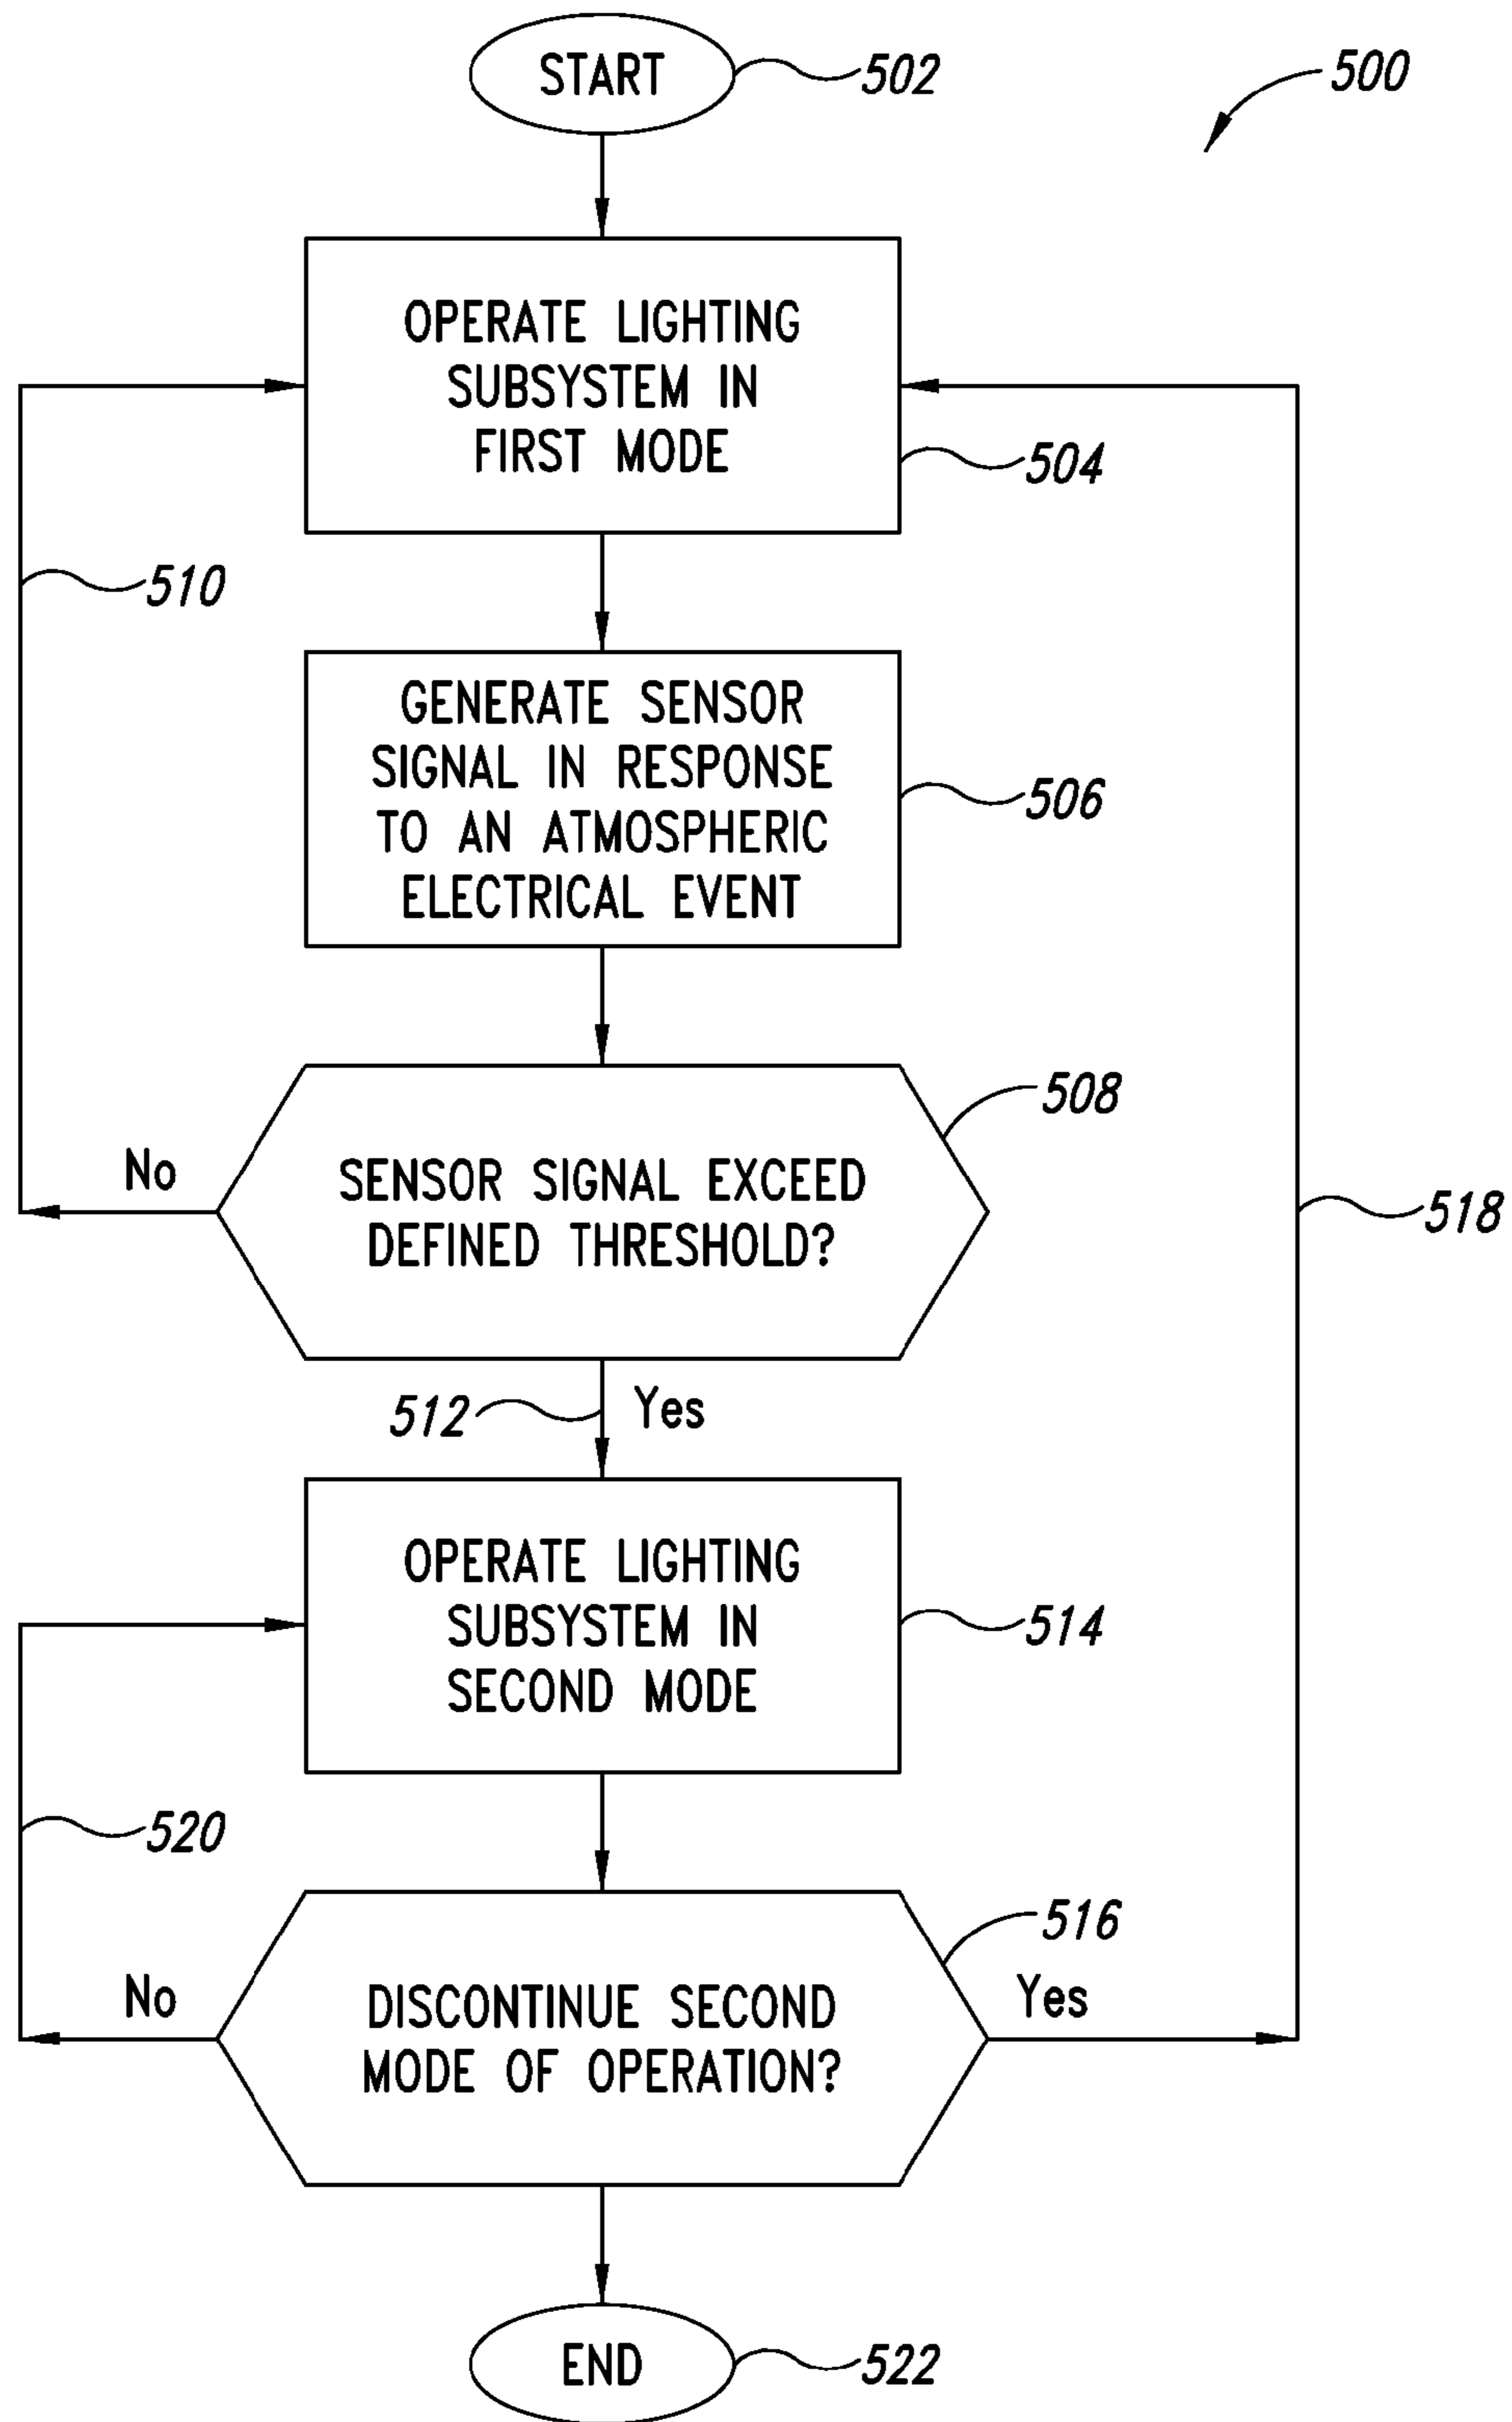 START
502
500
OPERATE LIGHTING
SUBSYSTEM IN
FIRST MODE
504
510
GENERATE SENSOR
SIGNAL IN RESPONSE
TO AN ATMOSPHERIC
ELECTRICAL EVENT
506
508
No
SENSOR SIGNAL EXCEED
DEFINED THRESHOLD?
518
512
Yes
OPERATE LIGHTING
SUBSYSTEM IN
SECOND MODE
514
520
516
No
DISCONTINUE SECOND
MODE OF OPERATION?
Yes
END
522